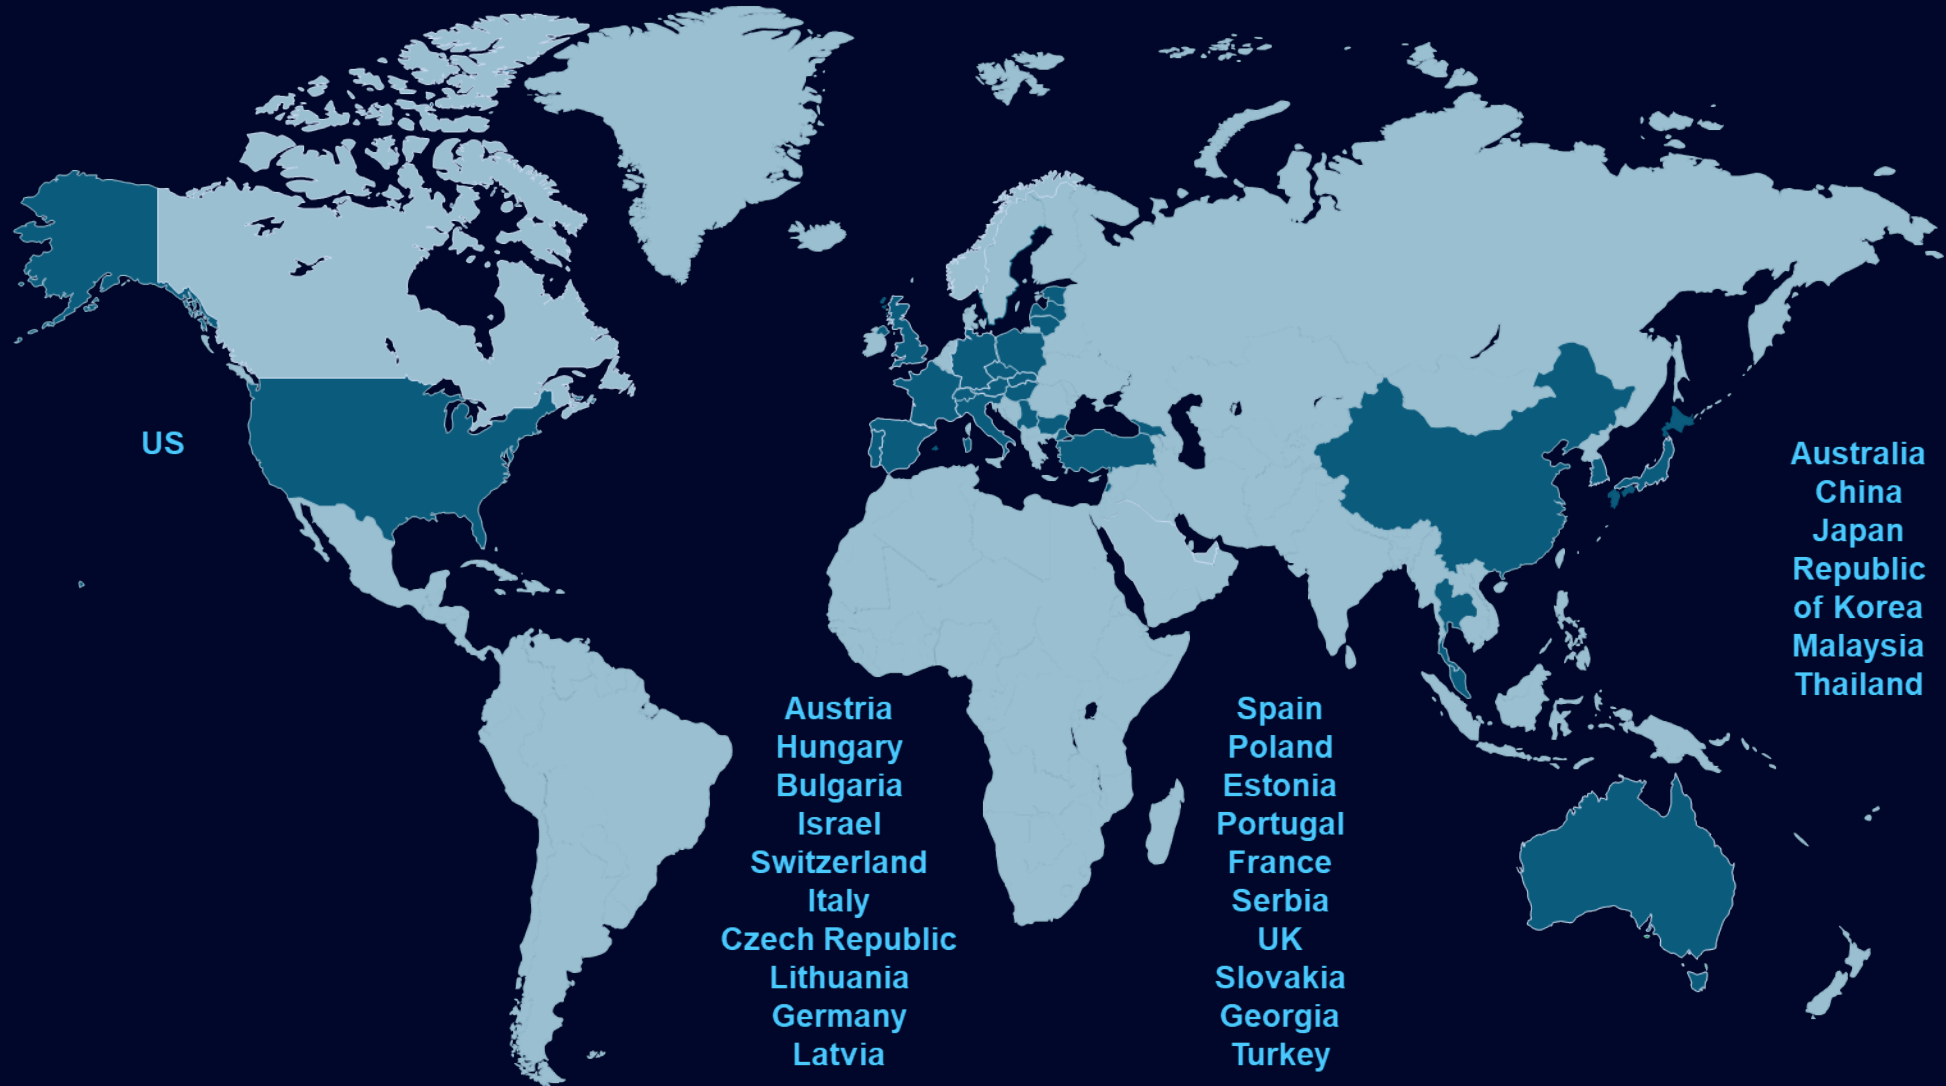 US
Australia
China
Japan
Republic
of Korea
Malaysia
Thailand
Austria
Hungary
Bulgaria
Israel
Switzerland
Italy
Czech Republic
Lithuania
Germany
Latvia
Spain
Poland
Estonia
Portugal
France
Serbia
UK
Slovakia
Georgia
Turkey